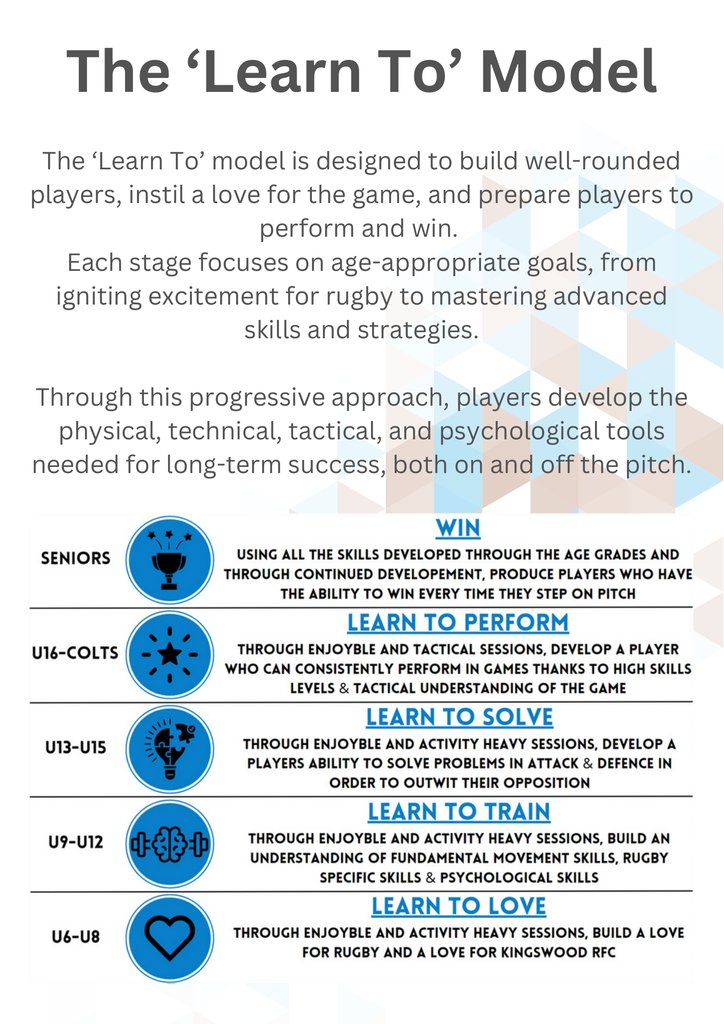 The ‘Learn To’ Model
The ‘Learn To’ model is designed to build well-rounded
players, instil a love for the game, and prepare players to
perform and win.
Each stage focuses on age-appropriate goals, from
igniting excitement for rugby to mastering advanced
skills and strategies.
Through this progressive approach, players develop the
physical, technical, tactical, and psychological tools
needed for long-term success, both on and off the pitch.
SENIORS
WIN
USING ALL THE SKILLS DEVELOPED THROUGH THE AGE GRADES AND
THROUGH CONTINUED DEVELOPEMENT, PRODUCE PLAYERS WHO HAVE
THE ABILITY TO WIN EVERY TIME THEY STEP ON PITCH
U16-COLTS
LEARN TO PERFORM
THROUGH ENJOYBLE AND TACTICAL SESSIONS, DEVELOP A PLAYER
WHO CAN CONSISTENTLY PERFORM IN GAMES THANKS TO HIGH SKILLS
LEVELS & TACTICAL UNDERSTANDING OF THE GAME
U13-U15
LEARN TO SOLVE
THROUGH ENJOYBLE AND ACTIVITY HEAVY SESSIONS, DEVELOP A
PLAYERS ABILITY TO SOLVE PROBLEMS IN ATTACK & DEFENCE IN
ORDER TO OUTWIT THEIR OPPOSITION
U9-U12
LEARN TO TRAIN
THROUGH ENJOYBLE AND ACTIVITY HEAVY SESSIONS, BUILD AN
UNDERSTANDING OF FUNDAMENTAL MOVEMENT SKILLS, RUGBY
SPECIFIC SKILLS & PSYCHOLOGICAL SKILLS
U6-U8
LEARN TO LOVE
THROUGH ENJOYBLE AND ACTIVITY HEAVY SESSIONS, BUILD A LOVE
FOR RUGBY AND A LOVE FOR KINGSWOOD RFC